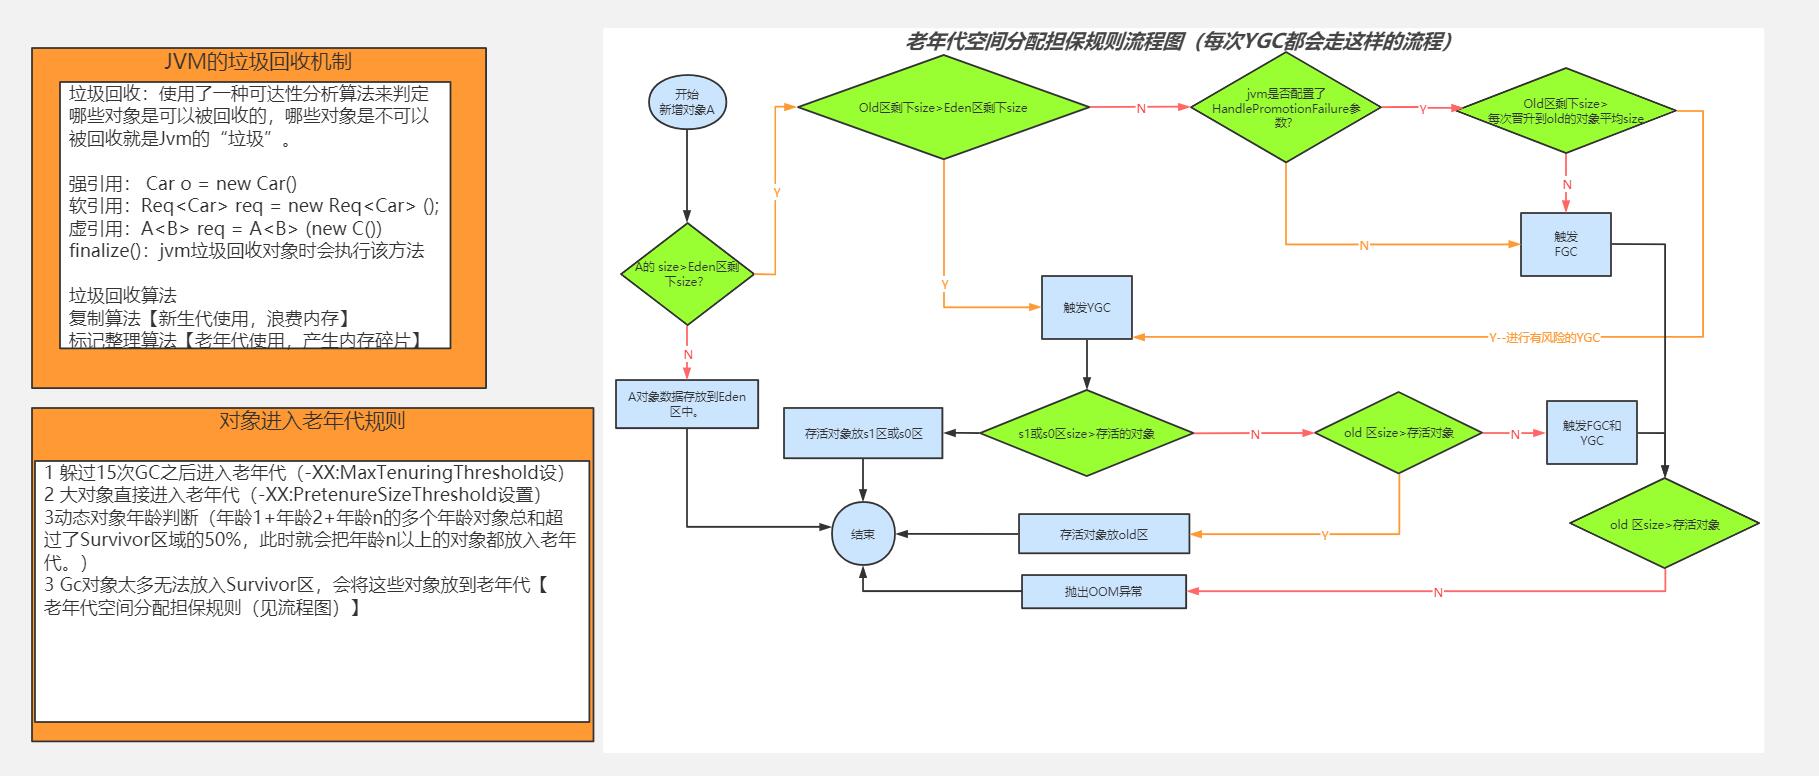 JVM的垃圾回收机制
垃圾回收：使用了一种可达性分析算法来判定
哪些对象是可以被回收的，哪些对象是不可以
被回收就是Jvm的“垃圾”。
强引用： Car o = new Car()
软引用：Req<Car> req = new Req<Car> ();
虚引用：A<B> req = A<B> (new C())
finalize()：jvm垃圾回收对象时会执行该方法
垃圾回收算法
复制算法【新生代使用，浪费内存】
标记整理算法【老年代使用，产生内存碎片】
对象进入老年代规则
1 躲过15次GC之后进入老年代（-XX:MaxTenuringThreshold设）
2 大对象直接进入老年代（-XX:PretenureSizeThreshold设置）
3动态对象年龄判断（年龄1+年龄2+年龄n的多个年龄对象总和超
过了Survivor区域的50%，此时就会把年龄n以上的对象都放入老年
代。）
3 Gc对象太多无法放入Survivor区，会将这些对象放到老年代【
老年代空间分配担保规则（见流程图）】
老年代空间分配担保规则流程图（每次YGC都会走这样的流程）
开始
新增对象A
Y
Old区剩下size>Eden区剩下size
N
jvm是否配置了
HandlePromotionFailure参
数?
Y
Old区剩下size>
每次晋升到old的对象平均size
N
触发
FGC
N
A的 size>Eden区剩
下size?
Y
触发YGC
Y--进行有风险的YGC
N
A对象数据存放到Eden
区中。
存活对象放s1区或s0区
s1或s0区size>存活的对象
N
old 区size>存活对象
N
触发FGC和
YGC
结束
存活对象放old区
Y
old 区size>存活对象
抛出OOM异常
N